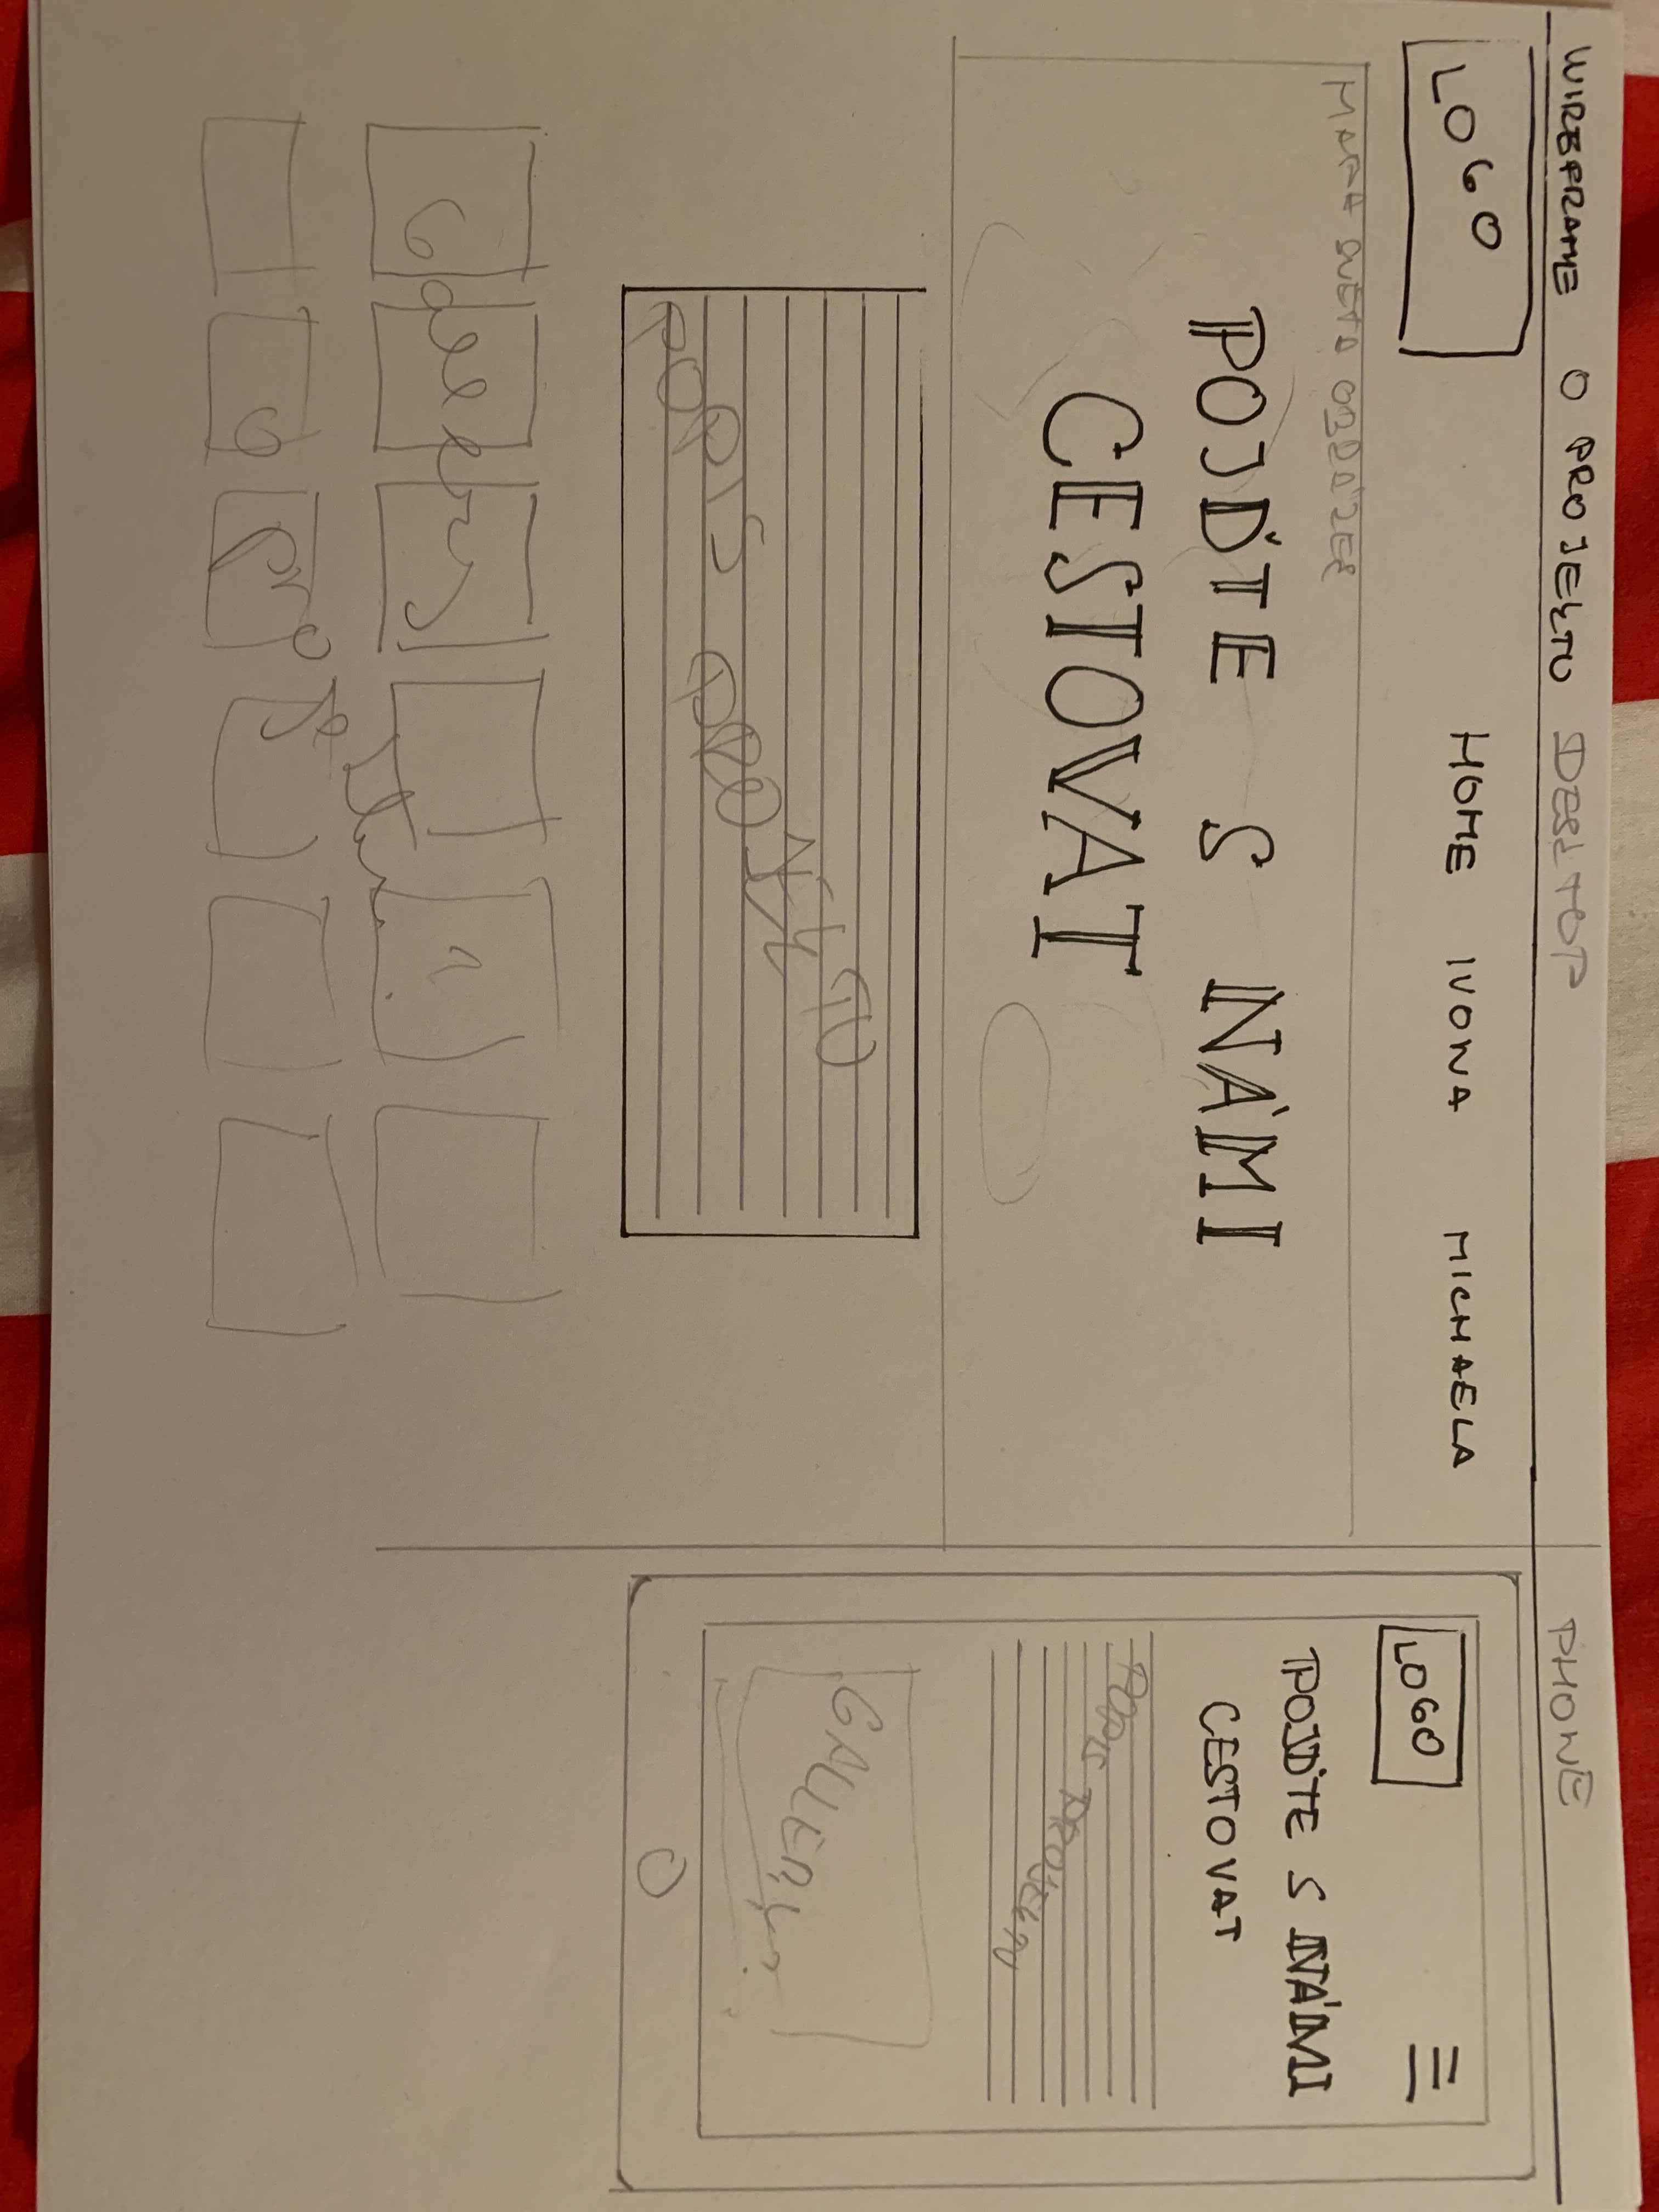 WIREFRAME O PROJEKTU DESKTOP
LOGO
HOME IVONA MICHAELA
MAPA SVĚTA OBRÁZEK
POJĎTE S NÁMI
CESTOVAT
POPIS PROJEKTU
Gallery
PHONE
LOGO
POJĎTE S NÁMI
CESTOVAT
POPIS PROJEKTU
GALLERY